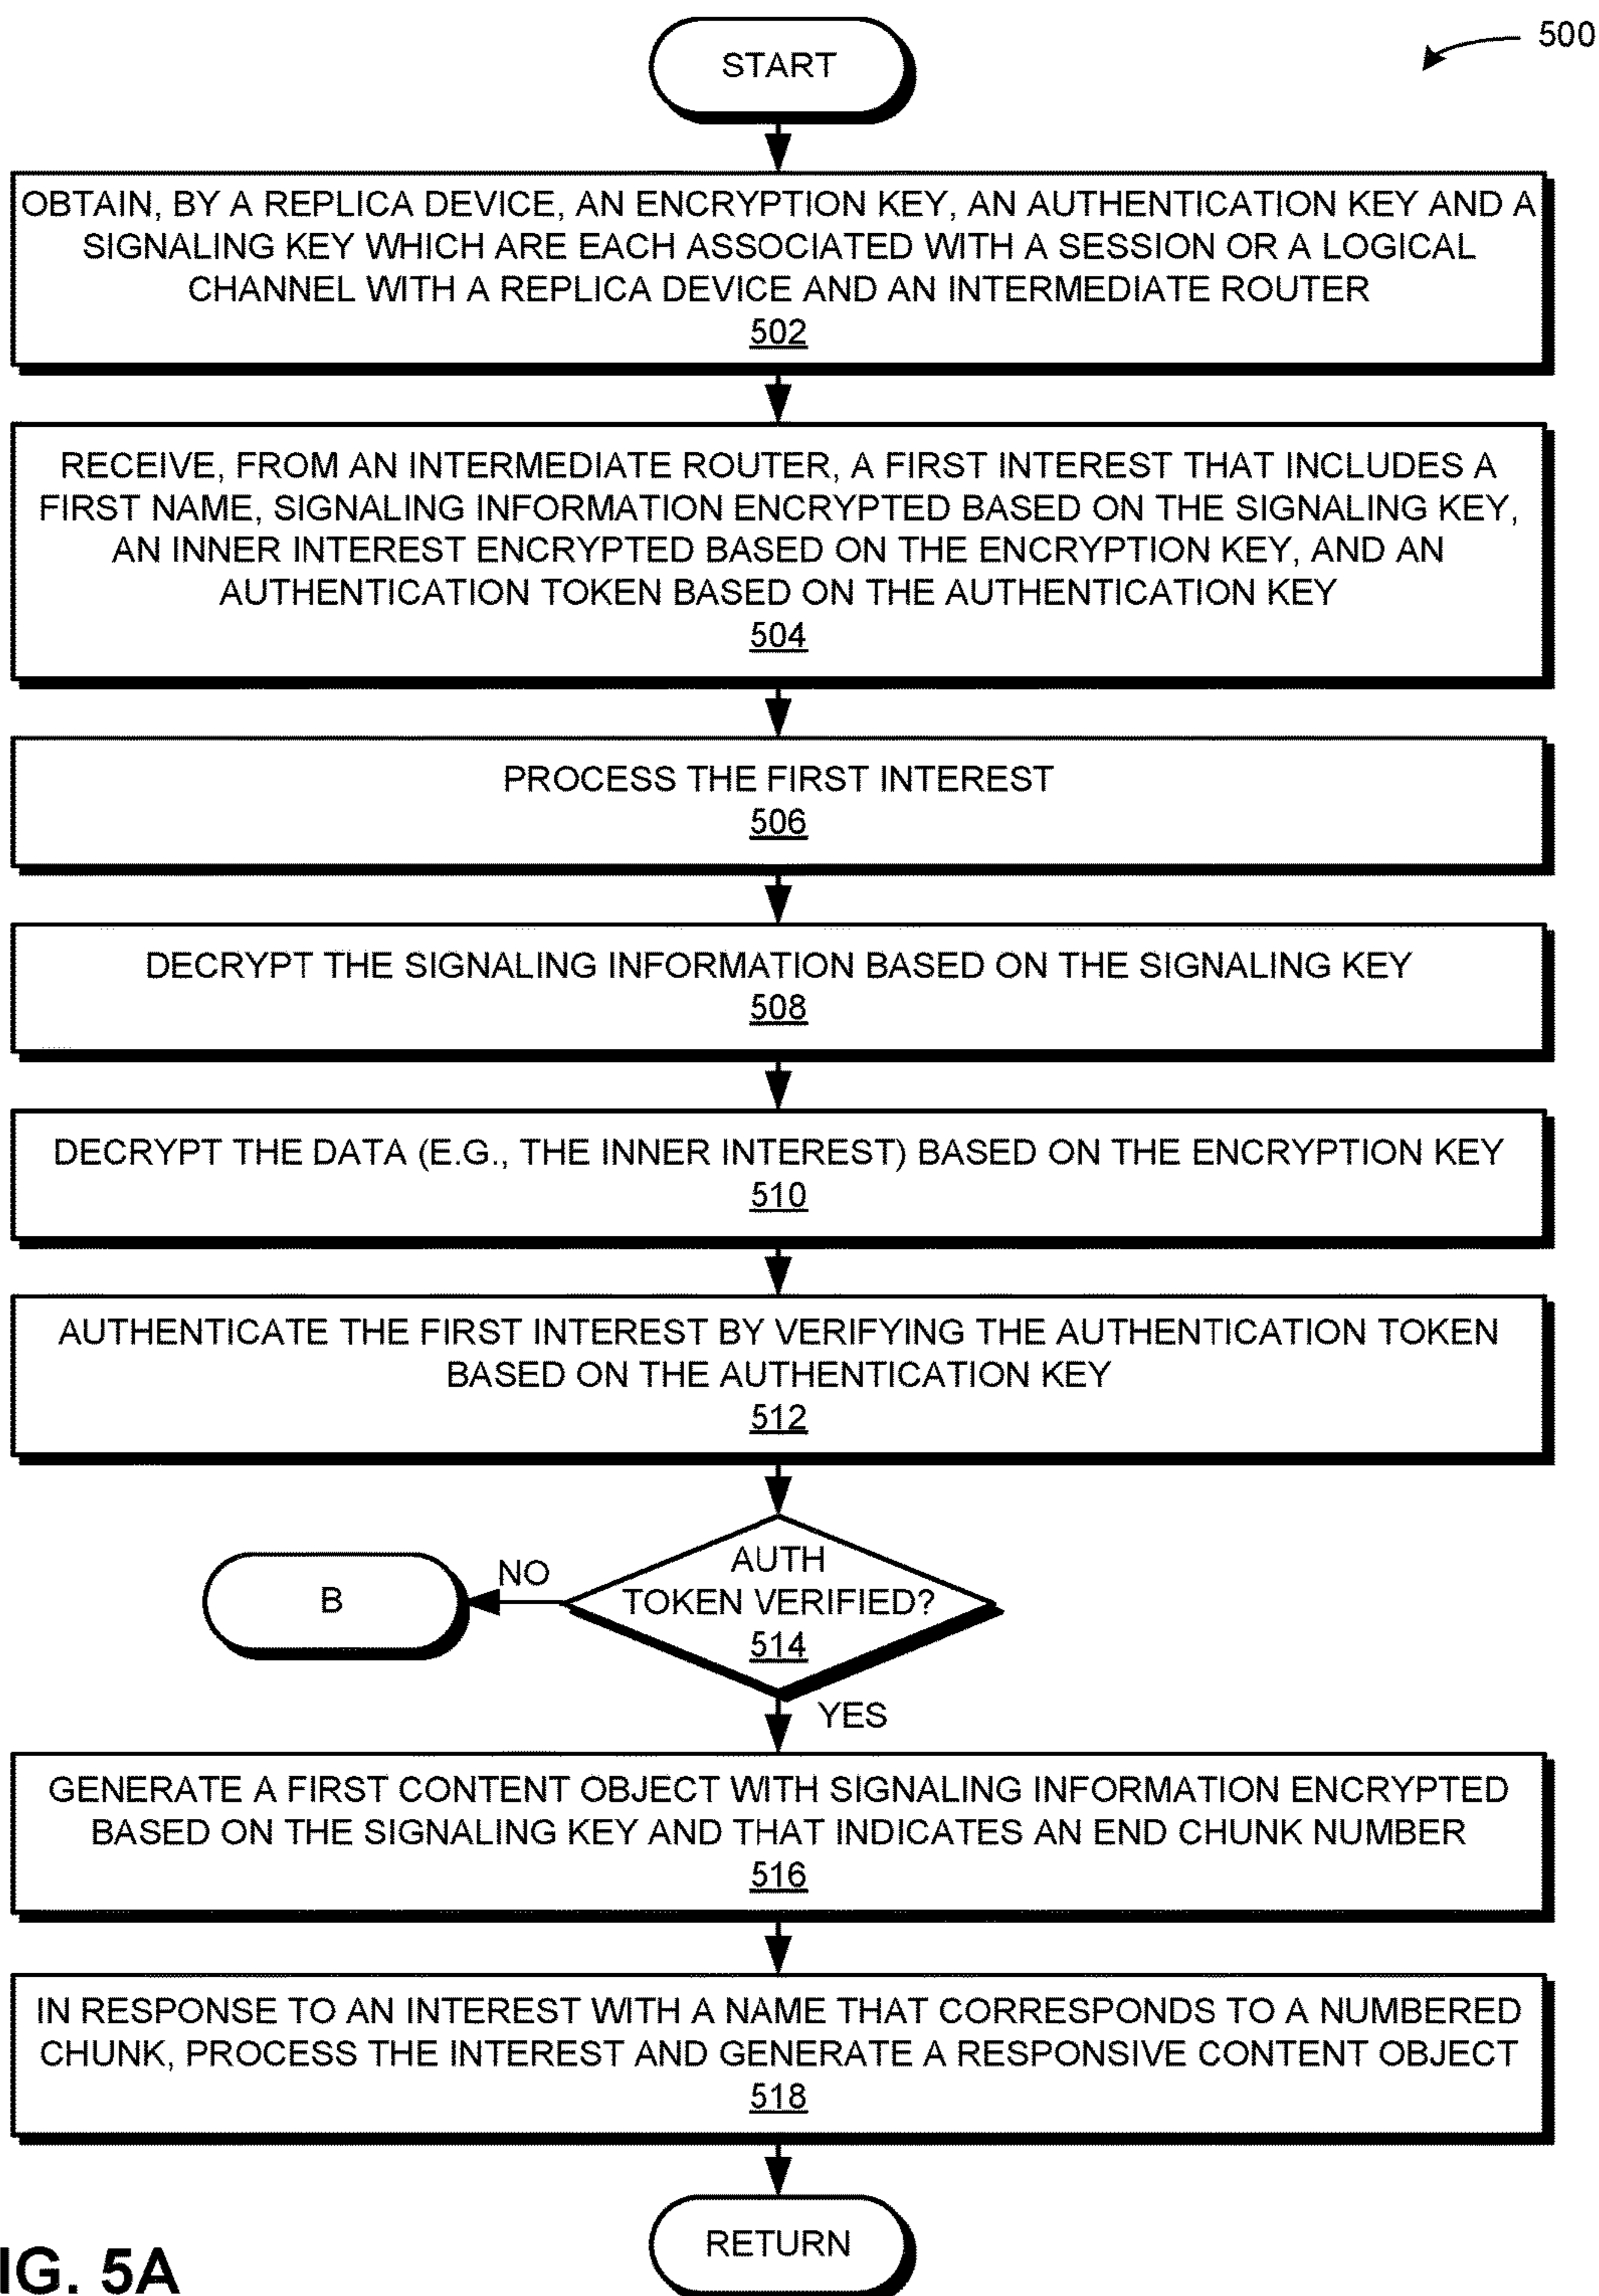 START
500
OBTAIN, BY A REPLICA DEVICE, AN ENCRYPTION KEY, AN AUTHENTICATION KEY AND A
SIGNALING KEY WHICH ARE EACH ASSOCIATED WITH A SESSION OR A LOGICAL
CHANNEL WITH A REPLICA DEVICE AND AN INTERMEDIATE ROUTER
502
RECEIVE, FROM AN INTERMEDIATE ROUTER, A FIRST INTEREST THAT INCLUDES A
FIRST NAME, SIGNALING INFORMATION ENCRYPTED BASED ON THE SIGNALING KEY,
AN INNER INTEREST ENCRYPTED BASED ON THE ENCRYPTION KEY, AND AN
AUTHENTICATION TOKEN BASED ON THE AUTHENTICATION KEY
504
PROCESS THE FIRST INTEREST
506
DECRYPT THE SIGNALING INFORMATION BASED ON THE SIGNALING KEY
508
DECRYPT THE DATA (E.G., THE INNER INTEREST) BASED ON THE ENCRYPTION KEY
510
AUTHENTICATE THE FIRST INTEREST BY VERIFYING THE AUTHENTICATION TOKEN
BASED ON THE AUTHENTICATION KEY
512
AUTH
TOKEN VERIFIED?
514
NO
B
YES
GENERATE A FIRST CONTENT OBJECT WITH SIGNALING INFORMATION ENCRYPTED
BASED ON THE SIGNALING KEY AND THAT INDICATES AN END CHUNK NUMBER
516
IN RESPONSE TO AN INTEREST WITH A NAME THAT CORRESPONDS TO A NUMBERED
CHUNK, PROCESS THE INTEREST AND GENERATE A RESPONSIVE CONTENT OBJECT
518
RETURN
IG. 5A